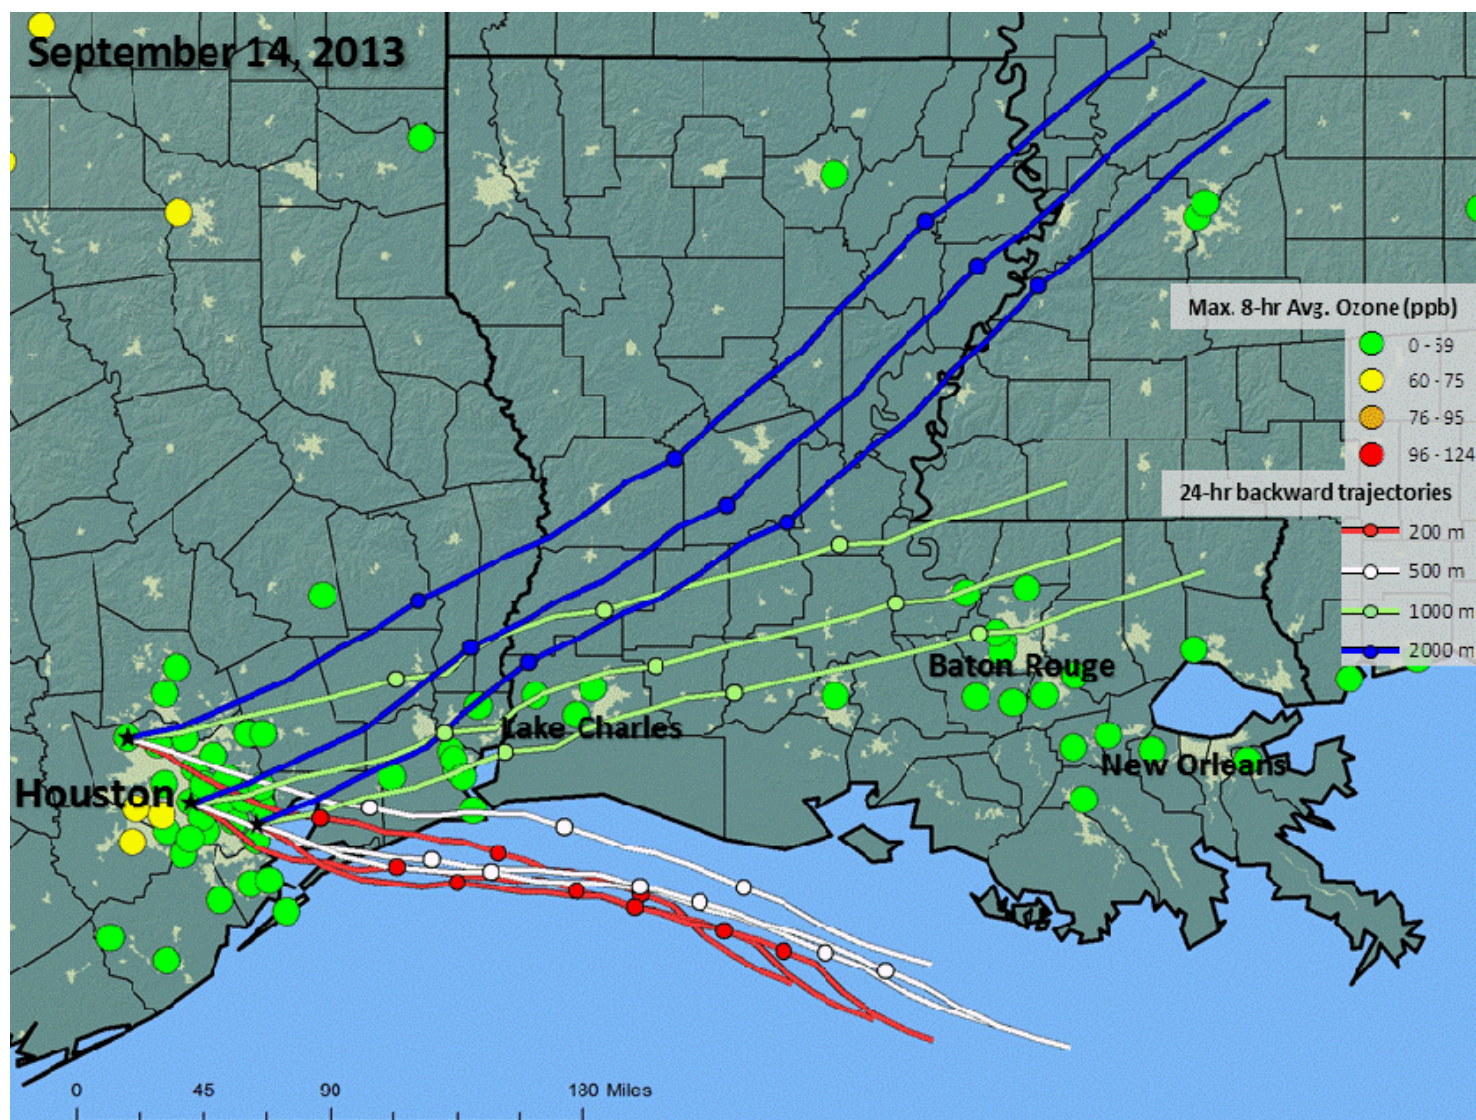 September 14, 2013
Max. 8-hr Avg. Ozone (ppb)
0 - 59
60 - 75
76 - 95
96 - 124
24-hr backward trajectories
200 m
500 m
1000 m
2000 m
Baton Rouge
Lake Charles
New Orleans
Houston
0 45 90 180 Miles